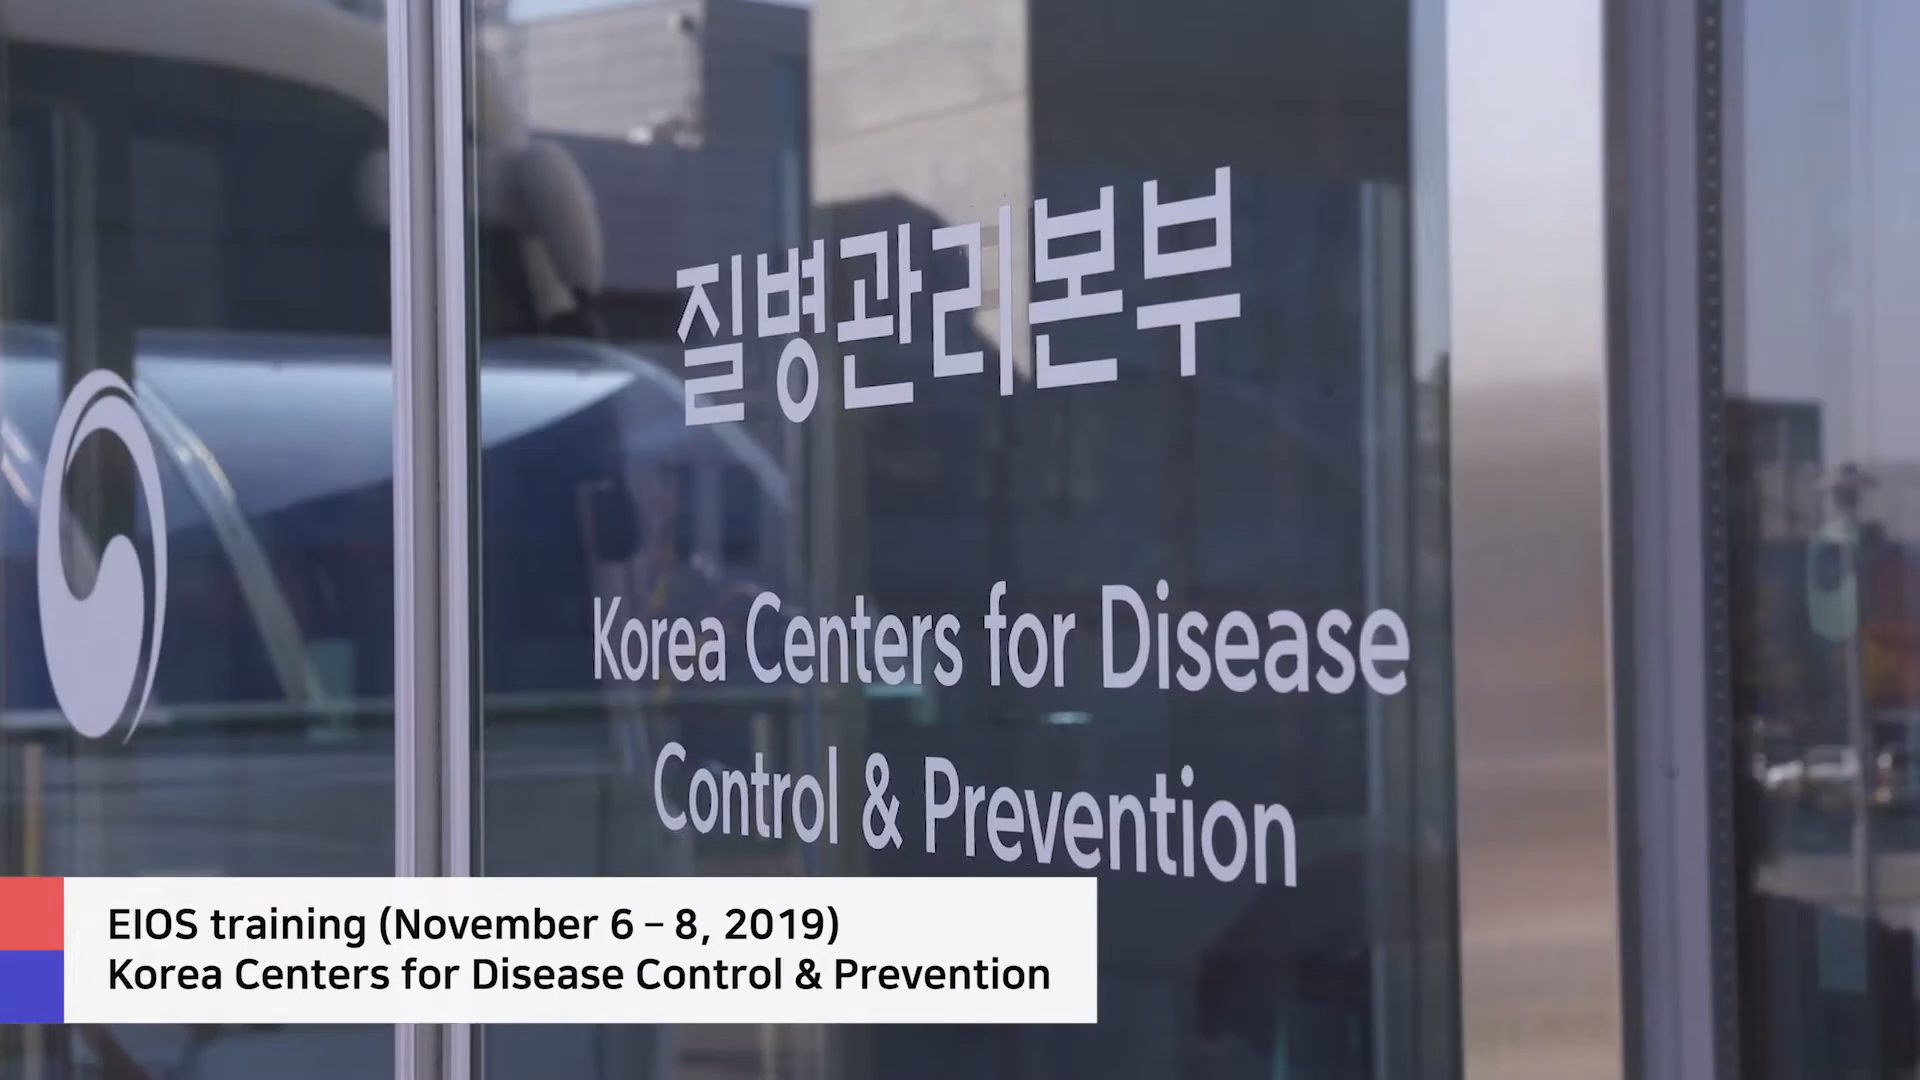 질병관리본부
Korea Centers for Disease
Control & Prevention
EIOS training (November 6 – 8, 2019)
Korea Centers for Disease Control & Prevention